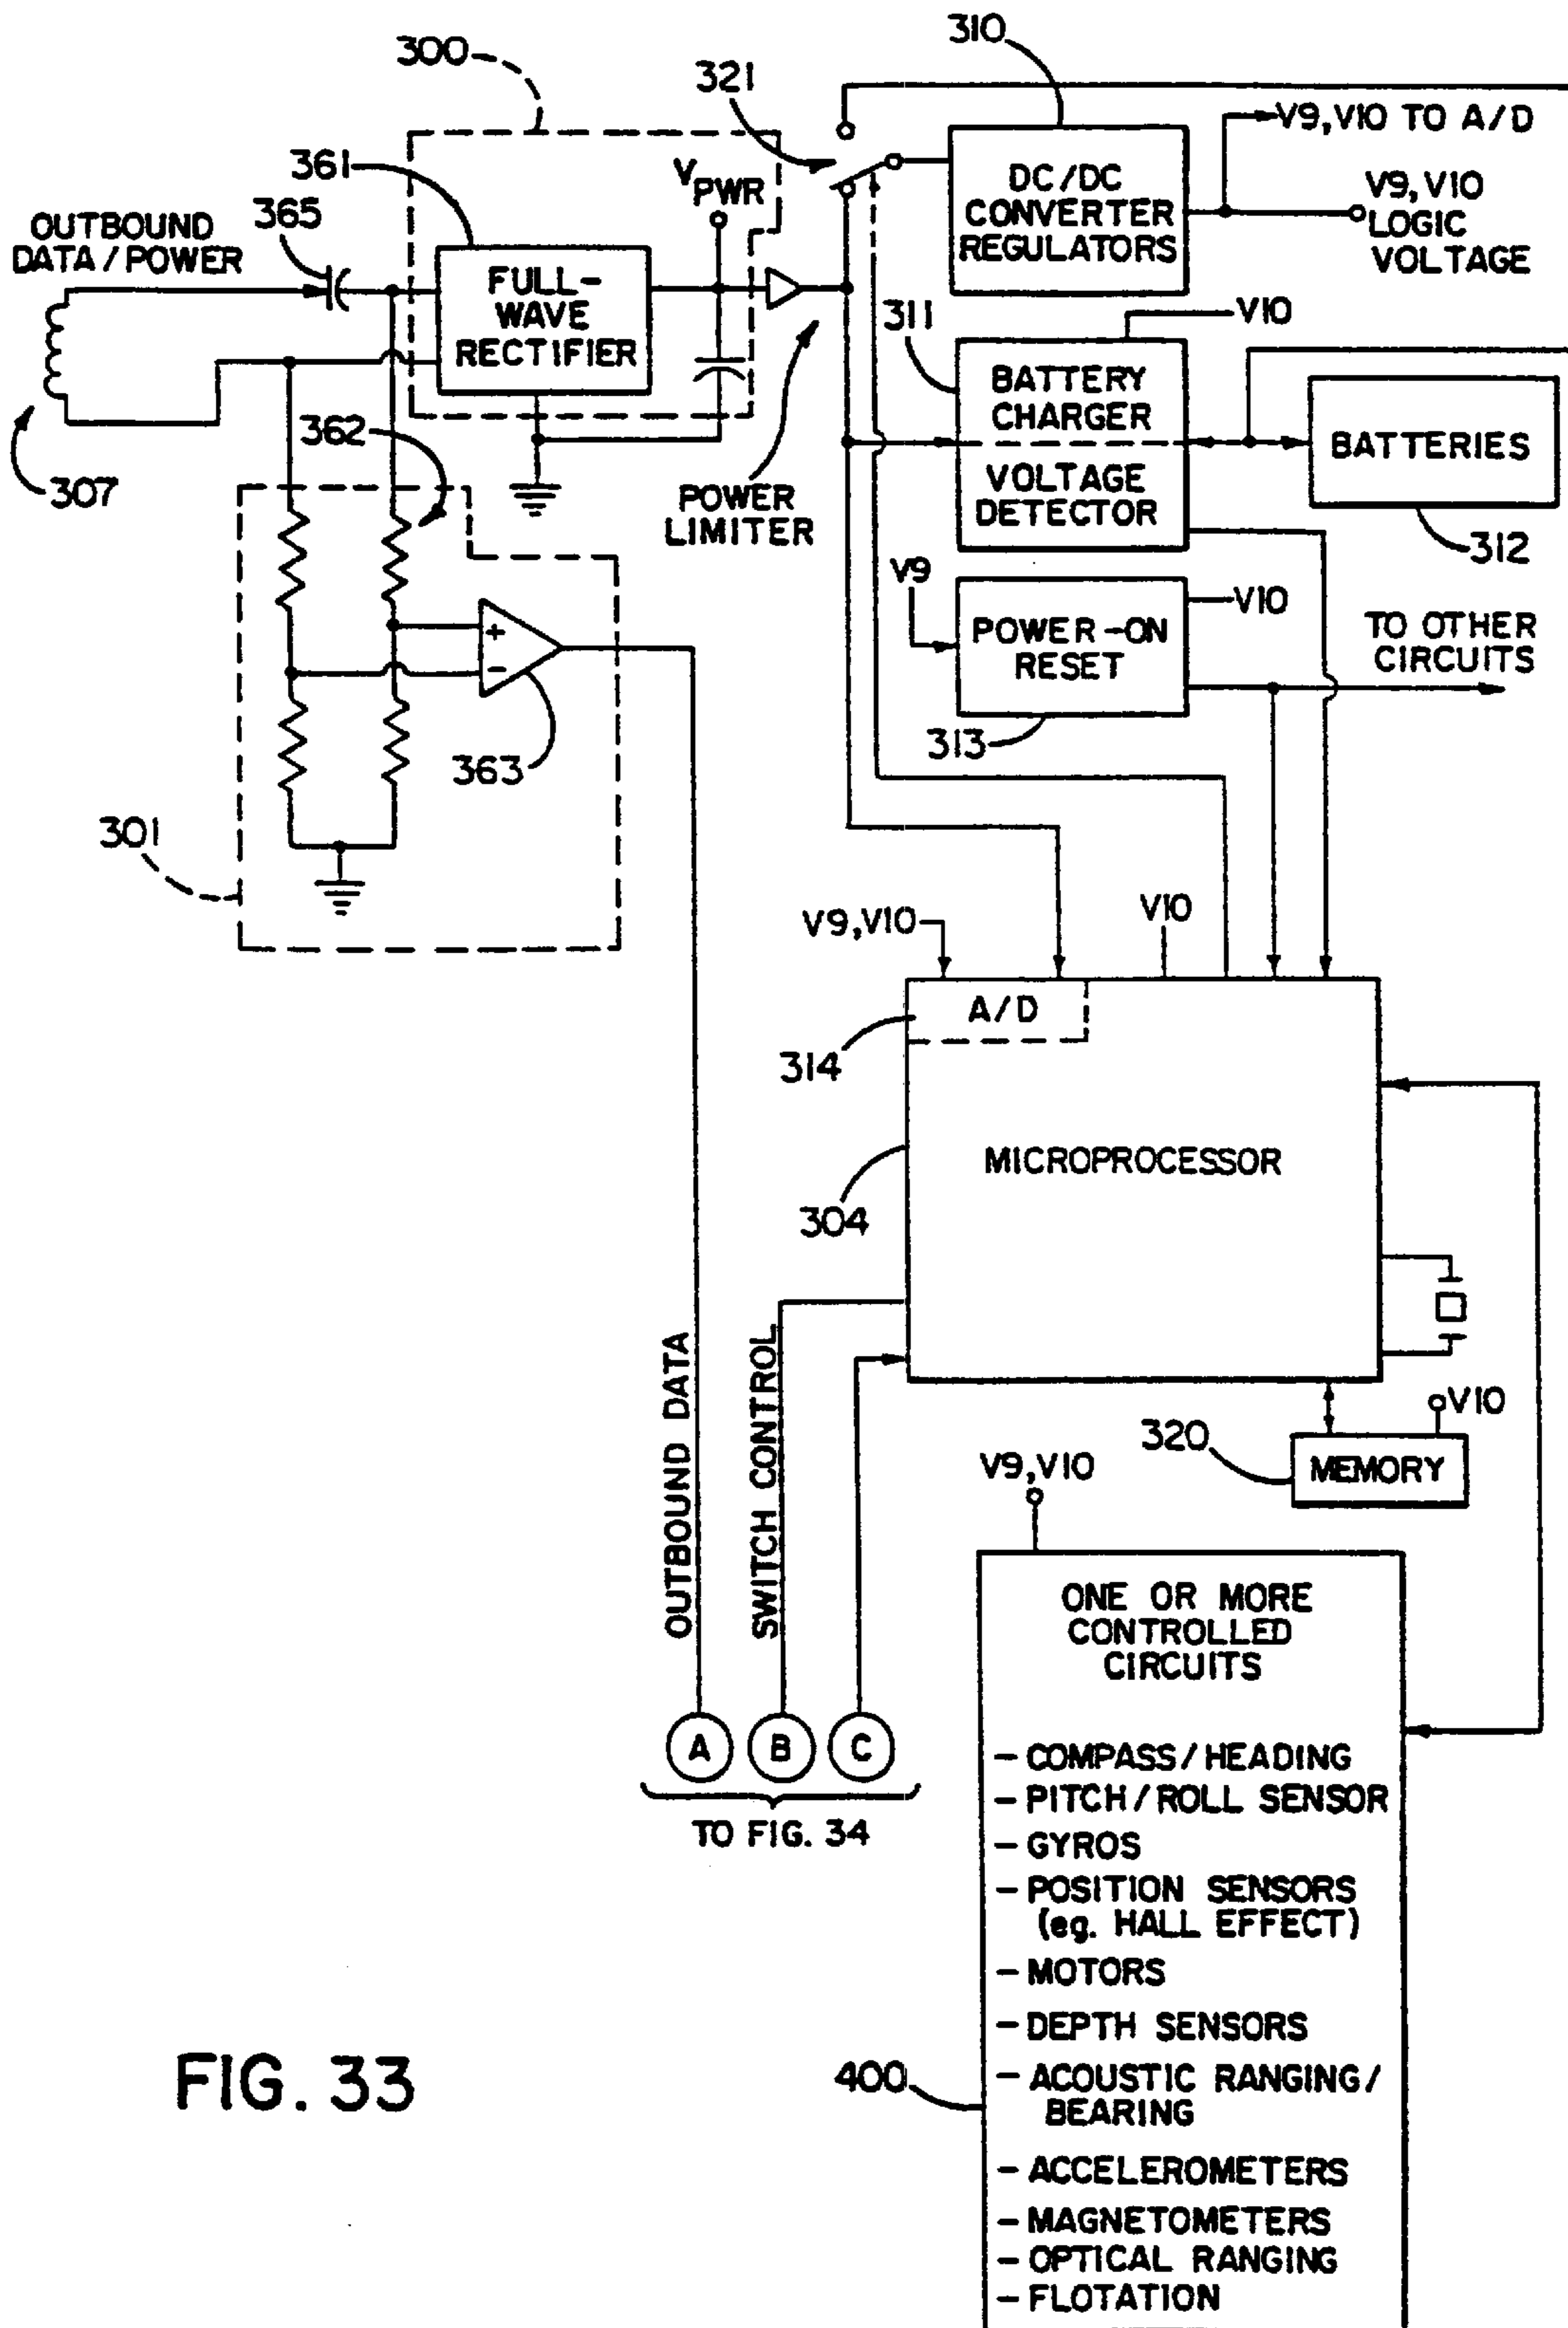 310
300
321
V9,V10 TO A/D
361
VPWR
365
V9,V10
LOGIC
VOLTAGE
DC/DC
CONVERTER
REGULATORS
OUTBOUND
DATA/POWER
FULL-
WAVE
RECTIFIER
311
V10
BATTERY
CHARGER
VOLTAGE
DETECTOR
BATTERIES
362
307
POWER
LIMITER
312
V9
V10
POWER-ON
RESET
TO OTHER
CIRCUITS
+
-
363
313
301
V9,V10
V10
A/D
314
MICROPROCESSOR
304
OUTBOUND DATA
SWITCH CONTROL
320
V10
MEMORY
V9,V10
ONE OR MORE
CONTROLLED
CIRCUITS
A
B
C
TO FIG. 34
- COMPASS/HEADING
- PITCH/ROLL SENSOR
- GYROS
- POSITION SENSORS
(eg. HALL EFFECT)
- MOTORS
- DEPTH SENSORS
400
- ACOUSTIC RANGING/
BEARING
- ACCELEROMETERS
- MAGNETOMETERS
- OPTICAL RANGING
- FLOTATION
FIG. 33